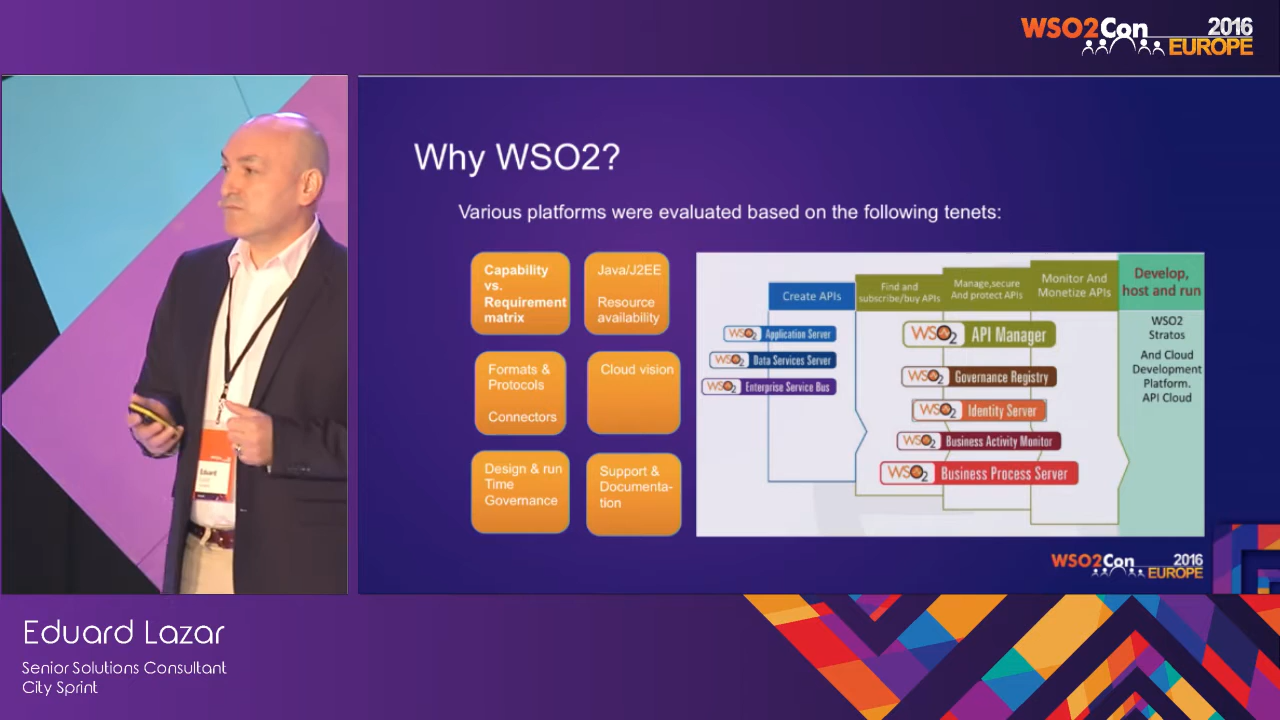 WSO2Con 2016
EUROPE
Why WSO2?
Various platforms were evaluated based on the following tenets:
Capability
vs.
Requirement
matrix
Java/J2EE
Resource
availability
Formats &
Protocols
Connectors
Cloud vision
Design & run
Time
Governance
Support &
Documenta-
tion
Create APIs
Find and
subscribe/buy APIs
Manage,secure
And protect APIs
Monitor And
Monetize APIs
Develop,
host and run
WSO2 Application Server
WSO2 Data Services Server
WSO2 Enterprise Service Bus
WSO2 API Manager
WSO2 Governance Registry
WSO2 Identity Server
WSO2 Business Activity Monitor
WSO2 Business Process Server
WSO2
Stratos
And Cloud
Development
Platform.
API Cloud
WSO2Con 2016
EUROPE
Eduard
Eduard Lazar
Senior Solutions Consultant
City Sprint